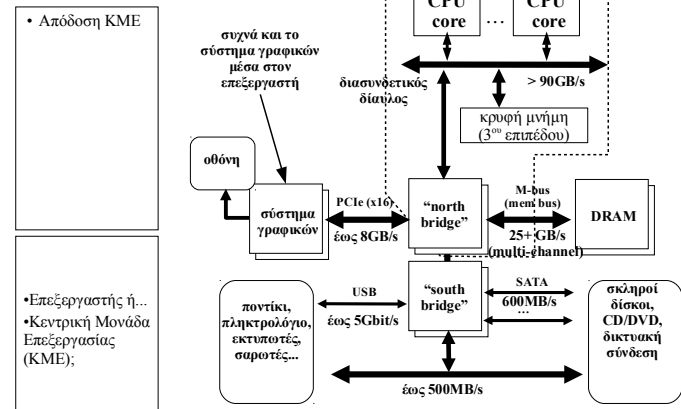 • Απόδοση ΚΜΕ
•Επεξεργαστής ή...
•Κεντρική Μονάδα
Επεξεργασίας
(ΚΜΕ);
CPU
core
…
CPU
core
συχνά και το
σύστημα γραφικών
μέσα στον
επεξεργαστή
διασυνδετικός
δίαυλος
> 90GB/s
κρυφή μνήμη
(3ου επιπέδου)
οθόνη
σύστημα
γραφικών
PCIe (x16)
έως 8GB/s
“north
bridge”
M-bus
(mem bus)
25+ GB/s
(multi-channel)
DRAM
“south
bridge”
ποντίκι,
πληκτρολόγιο,
εκτυπωτές,
σαρωτές...
USB
έως 5Gbit/s
SATA
600MB/s
...
σκληροί
δίσκοι,
CD/DVD,
δικτυακή
σύνδεση
έως 500MB/s